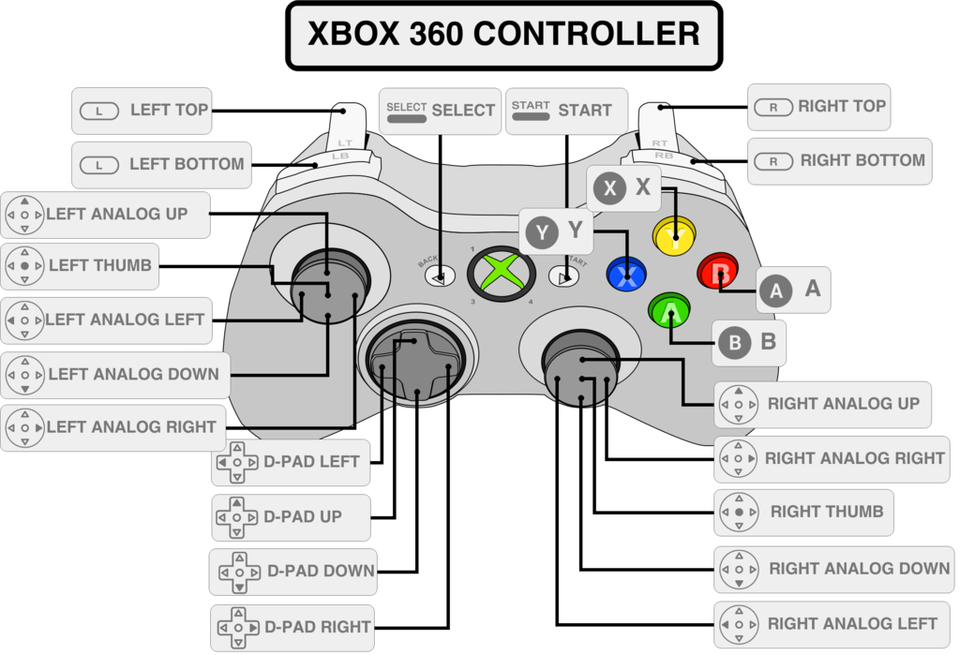 XBOX 360 CONTROLLER
L LEFT TOP
SELECT SELECT
START START
R RIGHT TOP
LT
RT
L LEFT BOTTOM
LB
RB
R RIGHT BOTTOM
X X
LEFT ANALOG UP
Y Y
Y
LEFT THUMB
BACK
START
1
3
4
X
B
A A
LEFT ANALOG LEFT
A
B B
LEFT ANALOG DOWN
RIGHT ANALOG UP
LEFT ANALOG RIGHT
D-PAD LEFT
RIGHT ANALOG RIGHT
D-PAD UP
RIGHT THUMB
D-PAD DOWN
RIGHT ANALOG DOWN
D-PAD RIGHT
RIGHT ANALOG LEFT